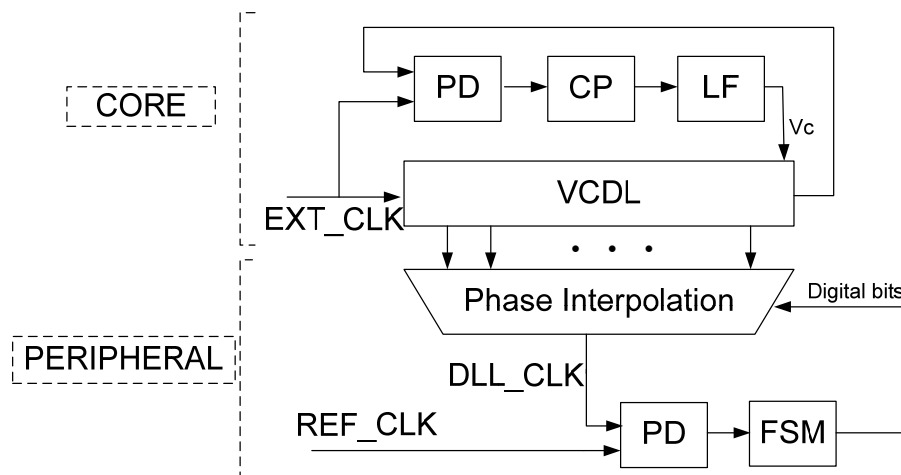 CORE
PD
CP
LF
Vc
VCDL
EXT_CLK
Phase Interpolation
Digital bits
PERIPHERAL
DLL_CLK
REF_CLK
PD
FSM